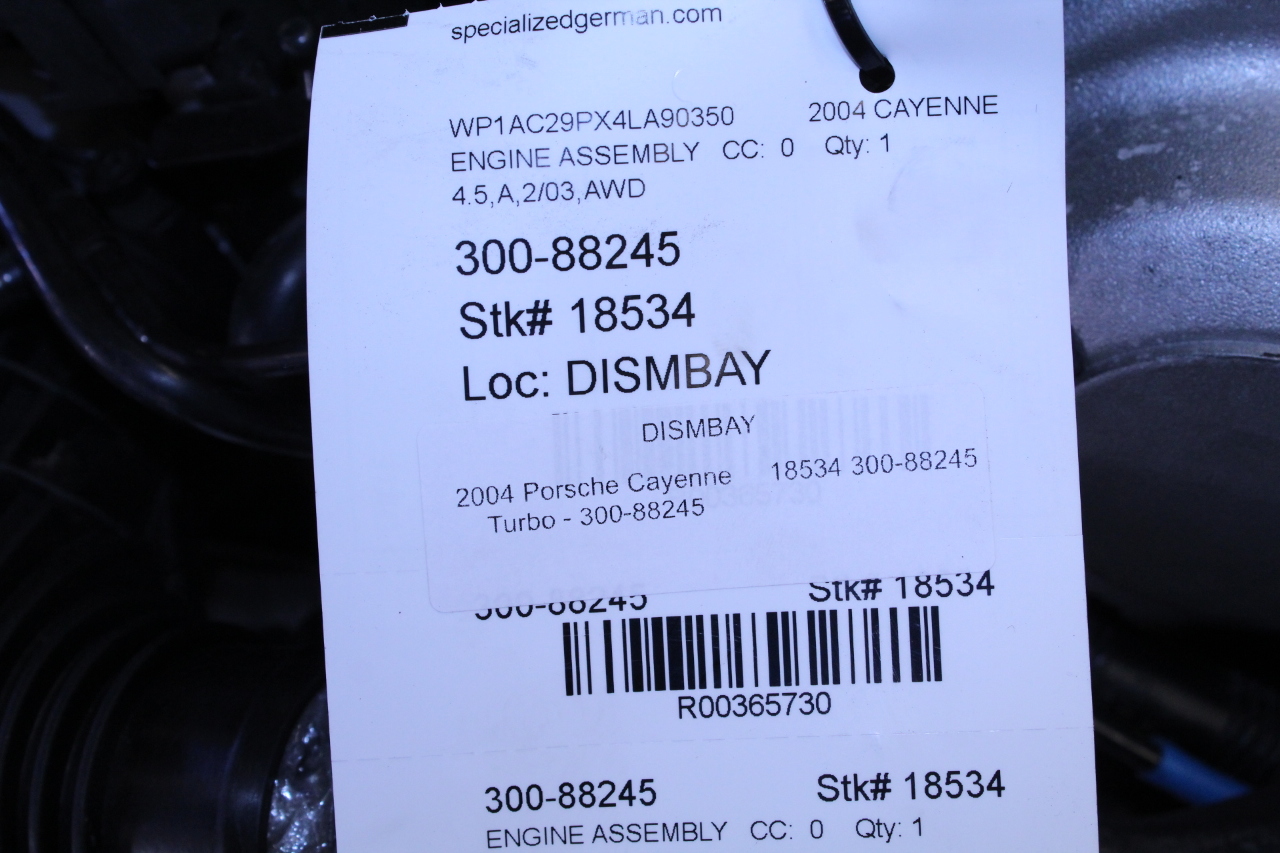 specializedgerman.com
WP1AC29PX4LA90350 2004 CAYENNE
ENGINE ASSEMBLY CC: 0 Qty: 1
4.5,A,2/03,AWD
300-88245
Stk# 18534
Loc: DISMBAY
DISMBAY
2004 Porsche Cayenne 18534 300-88245
Turbo - 300-88245
300-88245 Stk# 18534
R00365730
300-88245 Stk# 18534
ENGINE ASSEMBLY CC: 0 Qty: 1